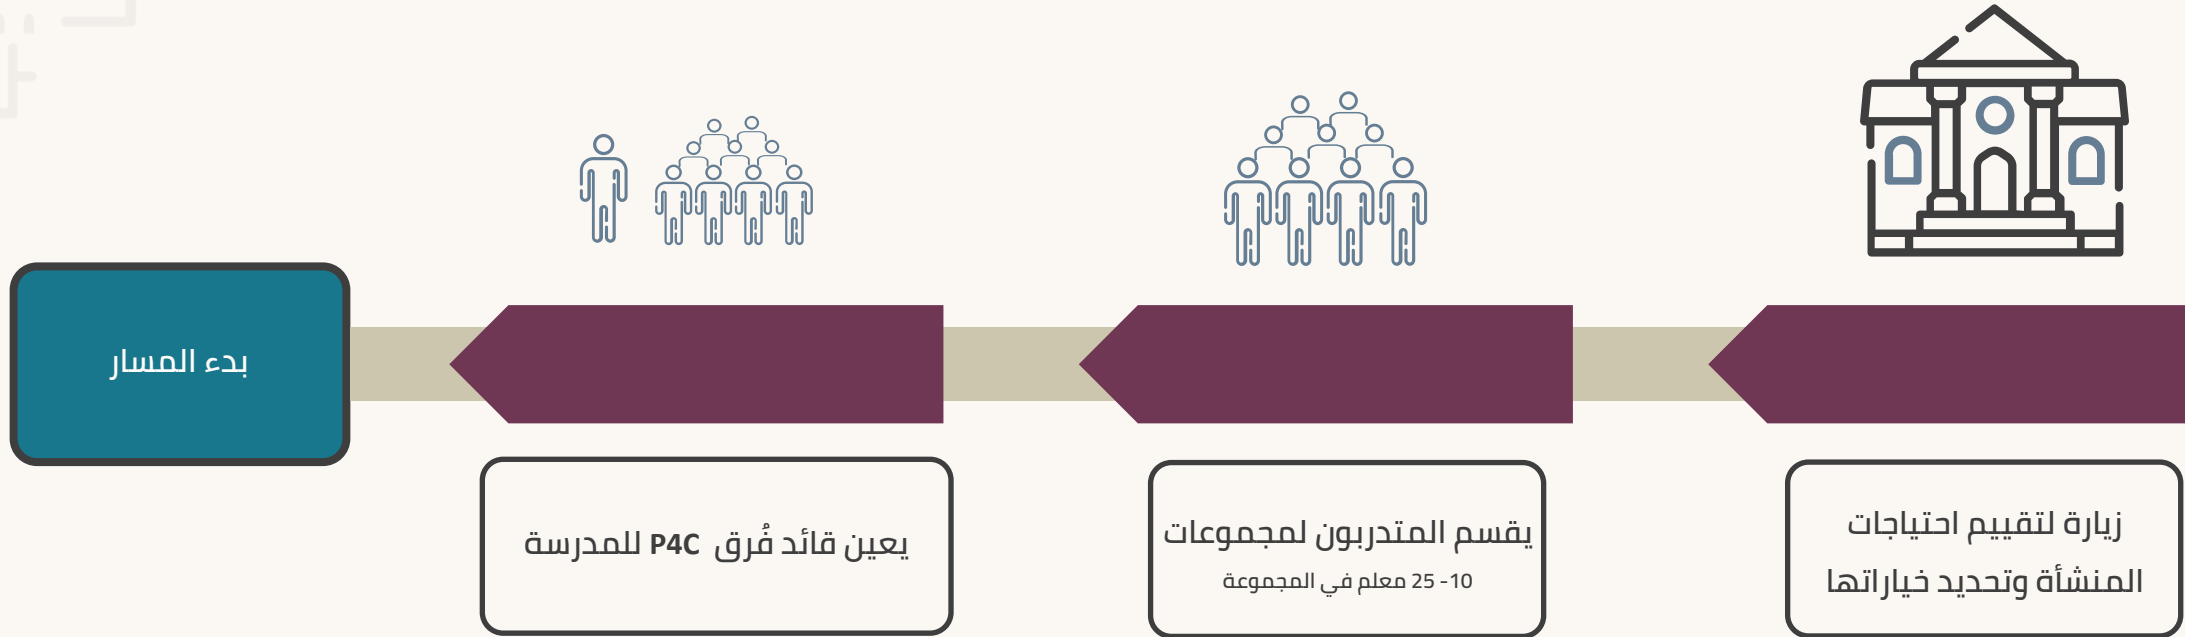 زيارة لتقييم احتياجات
المنشأة وتحديد خياراتها
يقسم المتدربون لمجموعات
10- 25 معلم في المجموعة
يعين قائد فُرق P4C للمدرسة
بدء المسار